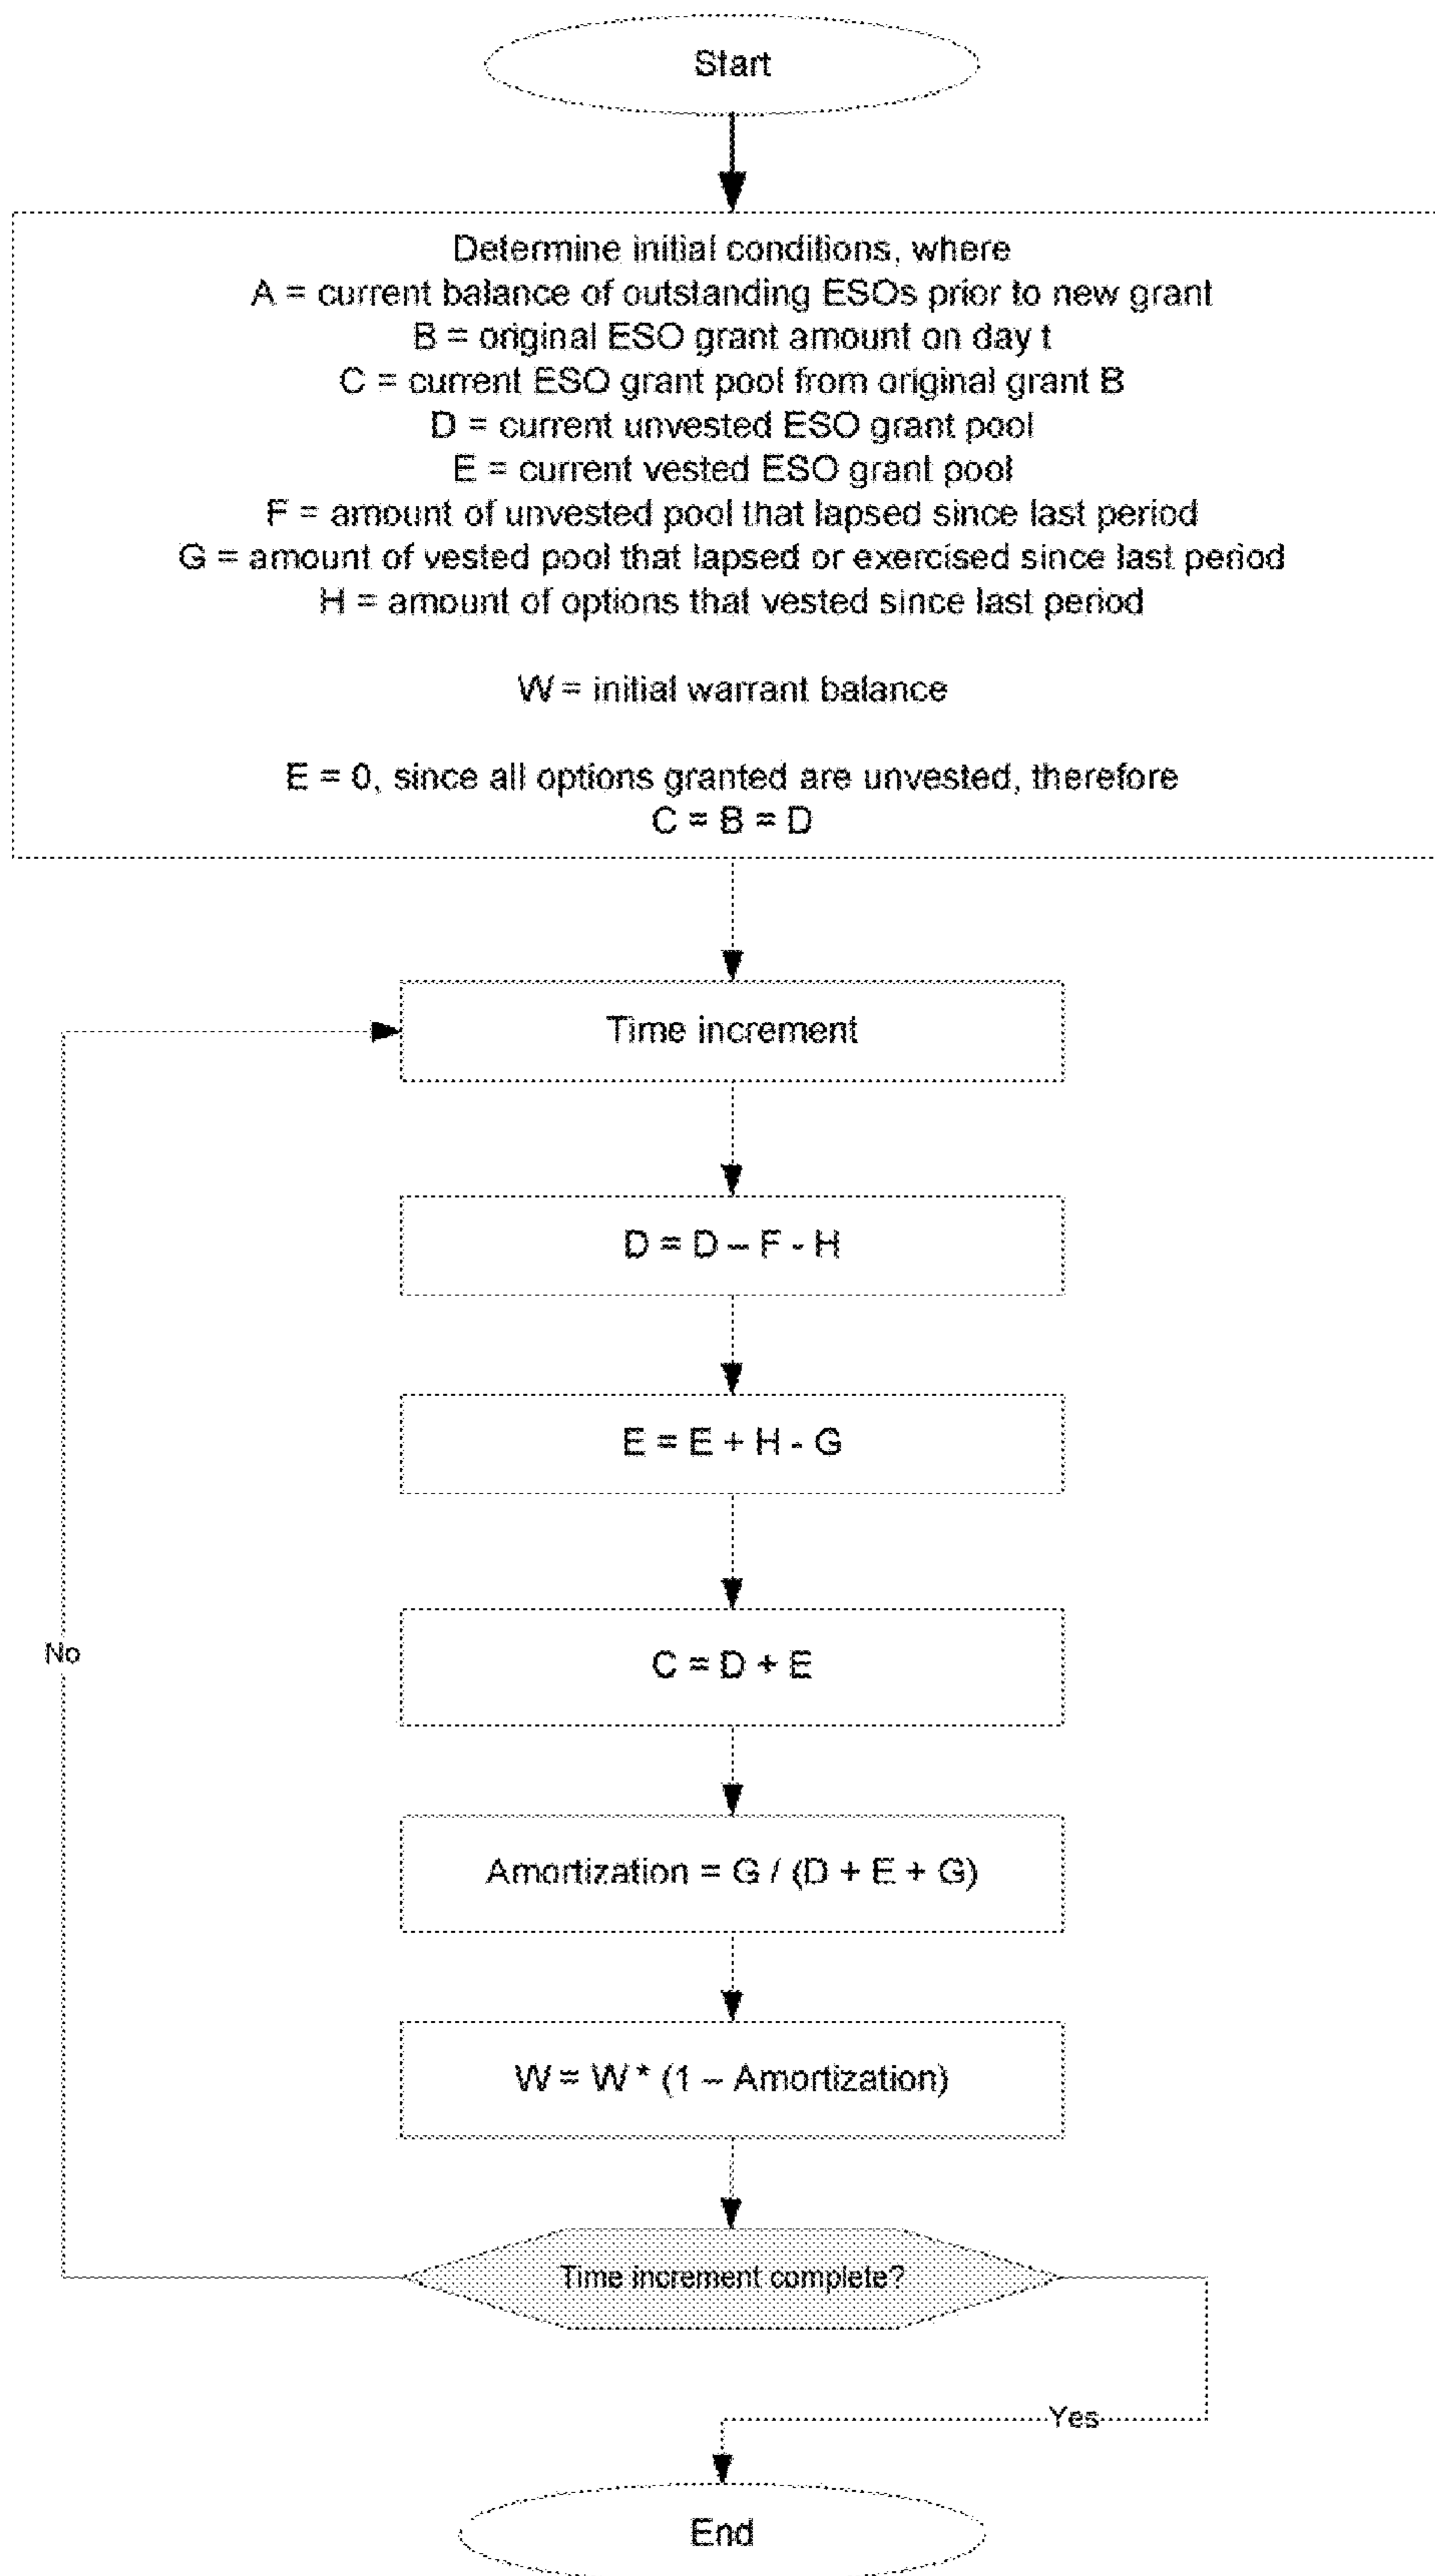 Start
Determine initial conditions, where
A = current balance of outstanding ESOs prior to new grant
B = original ESO grant amount on day t
C = current ESO grant pool from original grant B
D = current unvested ESO grant pool
E = current vested ESO grant pool
F = amount of unvested pool that lapsed since last period
G = amount of vested pool that lapsed or exercised since last period
H = amount of options that vested since last period
W = initial warrant balance
E = 0, since all options granted are unvested, therefore
C = B = D
Time increment
D = D – F - H
E = E + H - G
No
C = D + E
Amortization = G / (D + E + G)
W = W * (1 – Amortization)
Time increment complete?
Yes
End